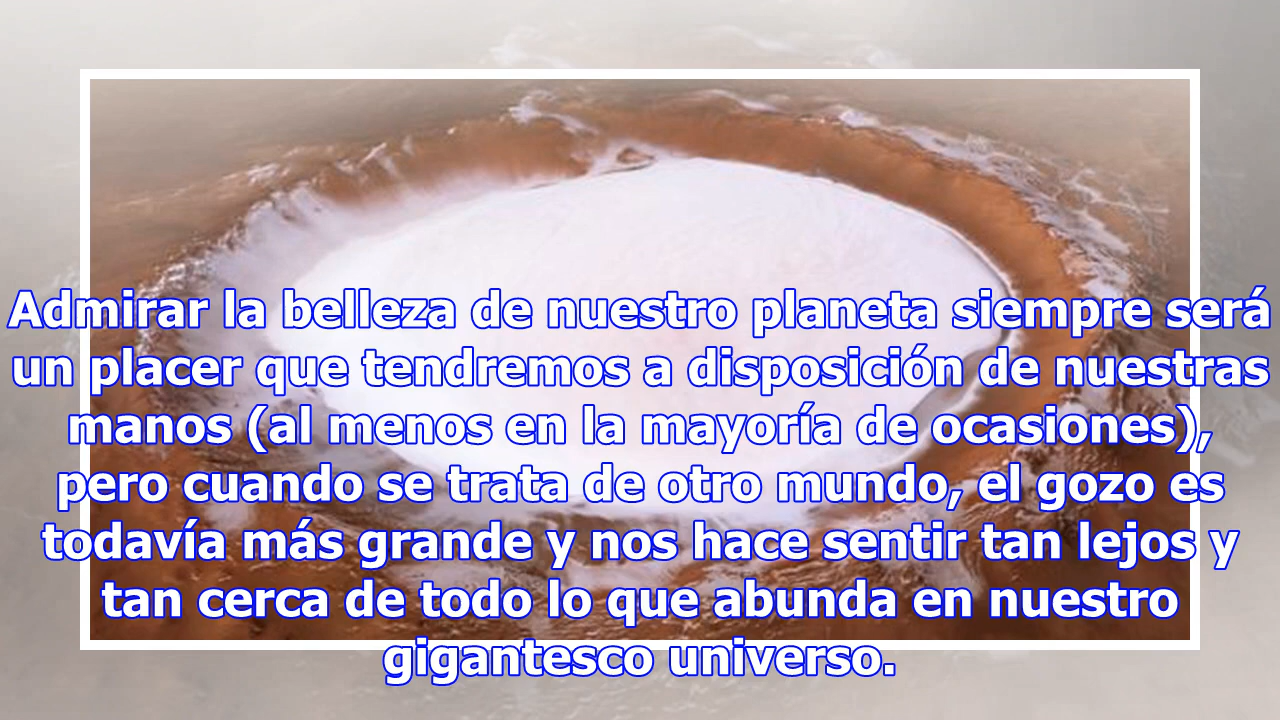 Admirar la belleza de nuestro planeta siempre será
un placer que tendremos a disposición de nuestras
manos (al menos en la mayoría de ocasiones),
pero cuando se trata de otro mundo, el gozo es
todavía más grande y nos hace sentir tan lejos y
tan cerca de todo lo que abunda en nuestro
gigantesco universo.